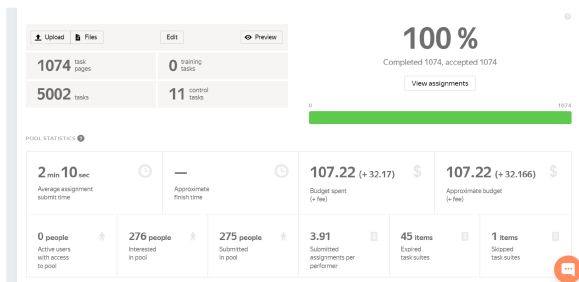 Upload Files Edit Preview
1074 task pages
0 training tasks
5002 tasks
11 control tasks
100 %
Completed 1074, accepted 1074
View assignments
0 1074
POOL STATISTICS ?
2 min 10 sec
Average assignment
submit time
—
Approximate
finish time
107.22 (+ 32.17) $
Budget spent
(+ fee)
107.22 (+ 32.166) $
Approximate budget
(+ fee)
0 people
Active users
with access
to pool
276 people
Interested
in pool
275 people
Submitted
in pool
3.91
Submitted
assignments per
performer
45 items
Expired
task suites
1 items
Skipped
task suites